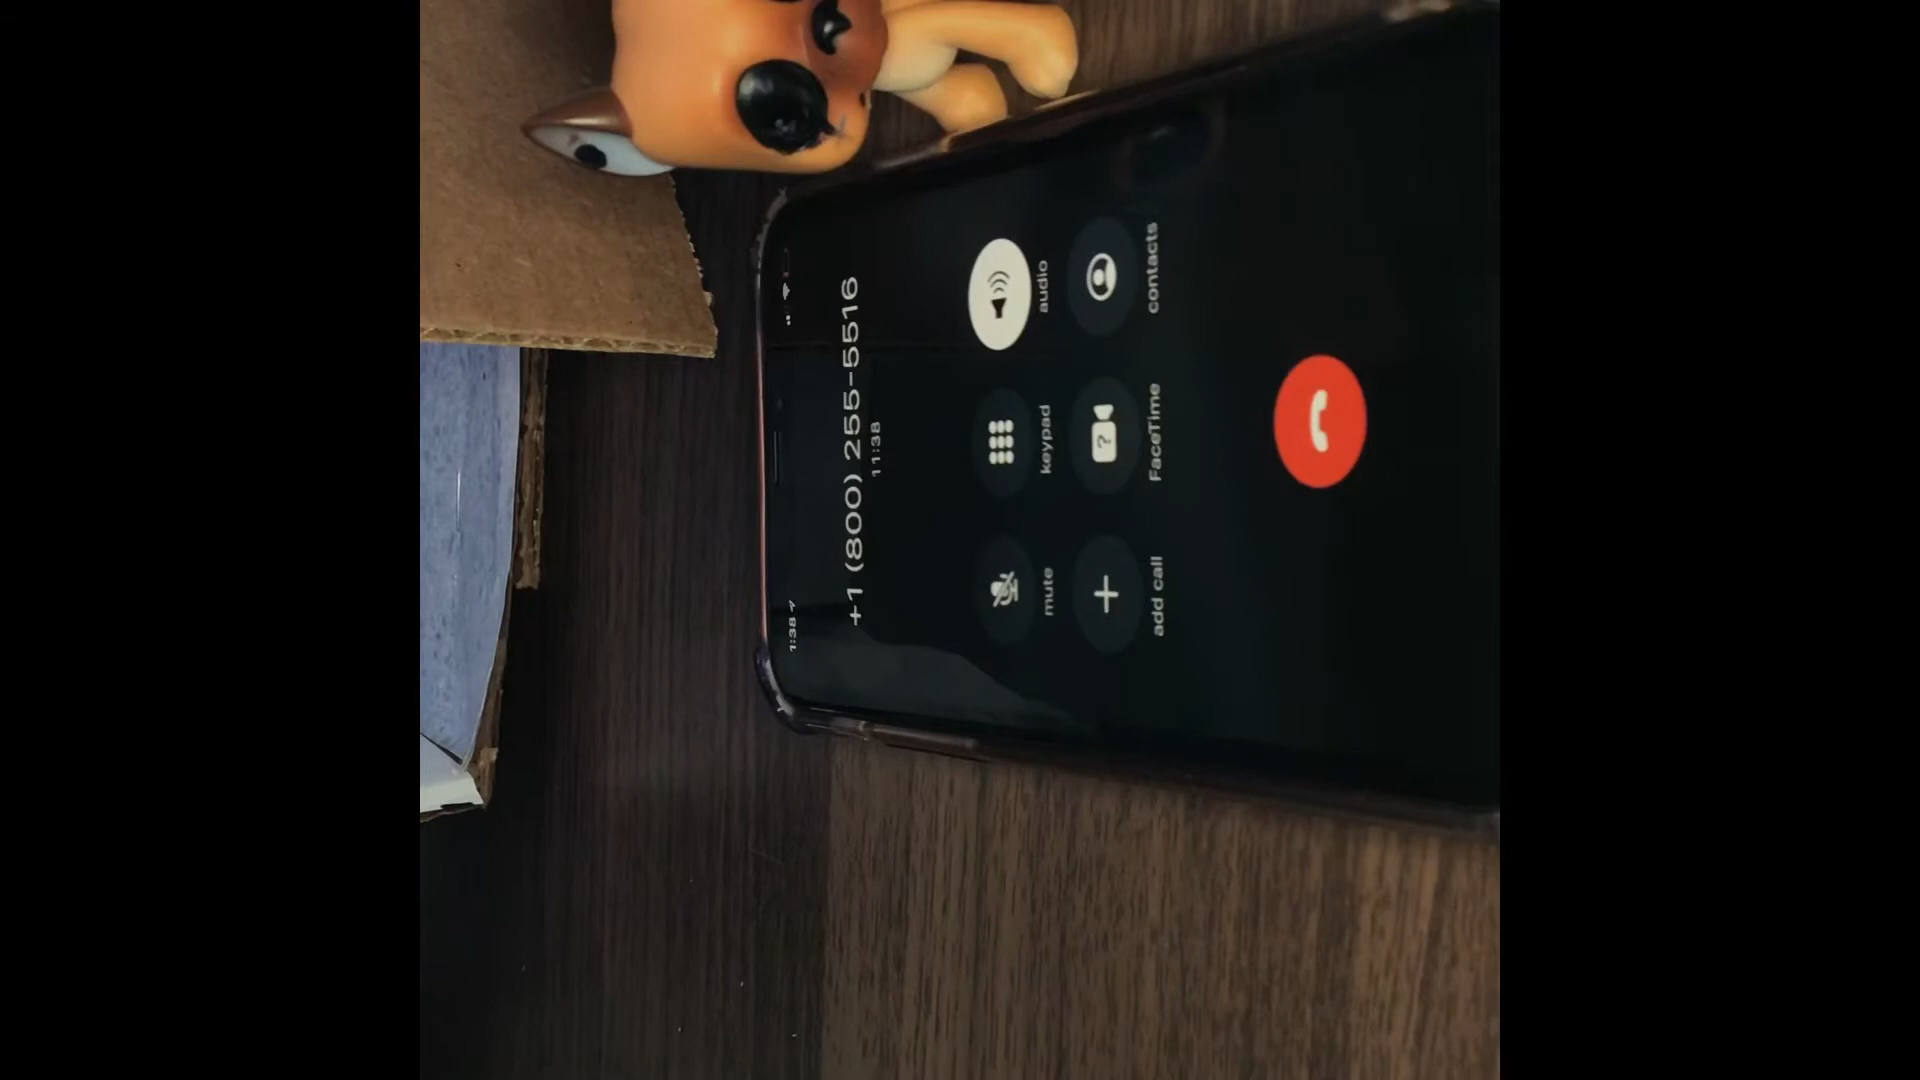 1:38
+1 (800) 255-5516
11:38
mute
keypad
audio
add call
FaceTime
contacts